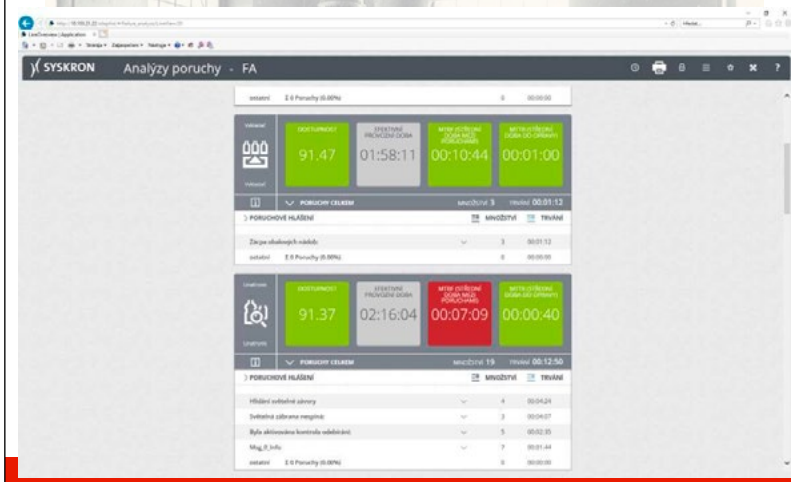 SYSKRON Analýzy poruchy - FA
ostatní Σ 0 Poruchy (0.00%) 0 00:00:00
DOSTUPNOST
91.47
EFEKTIVNÍ PROVOZNÍ DOBA
01:58:11
MTBF (STŘEDNÍ DOBA MEZI PORUCHAMI)
00:10:44
MTTR (STŘEDNÍ DOBA DO OPRAVY)
00:01:00
PORUCHY CELKEM MNOŽSTVÍ 3 TRVÁNÍ 00:01:12
PORUCHOVÉ HLÁŠENÍ MNOŽSTVÍ TRVÁNÍ
Zácpa obalových nádob: 3 00:01:12
ostatní Σ 0 Poruchy (0.00%) 0 00:00:00
DOSTUPNOST
91.37
EFEKTIVNÍ PROVOZNÍ DOBA
02:16:04
MTBF (STŘEDNÍ DOBA MEZI PORUCHAMI)
00:07:09
MTTR (STŘEDNÍ DOBA DO OPRAVY)
00:00:40
PORUCHY CELKEM MNOŽSTVÍ 19 TRVÁNÍ 00:12:50
PORUCHOVÉ HLÁŠENÍ MNOŽSTVÍ TRVÁNÍ
Hlídání světelné závory 4 00:04:24
Světelná zábrana nesplná: 3 00:04:07
Byla aktivována kontrola odebírání: 5 00:02:35
Msg_0_Info 7 00:01:44
ostatní Σ 0 Poruchy (0.00%) 0 00:00:00